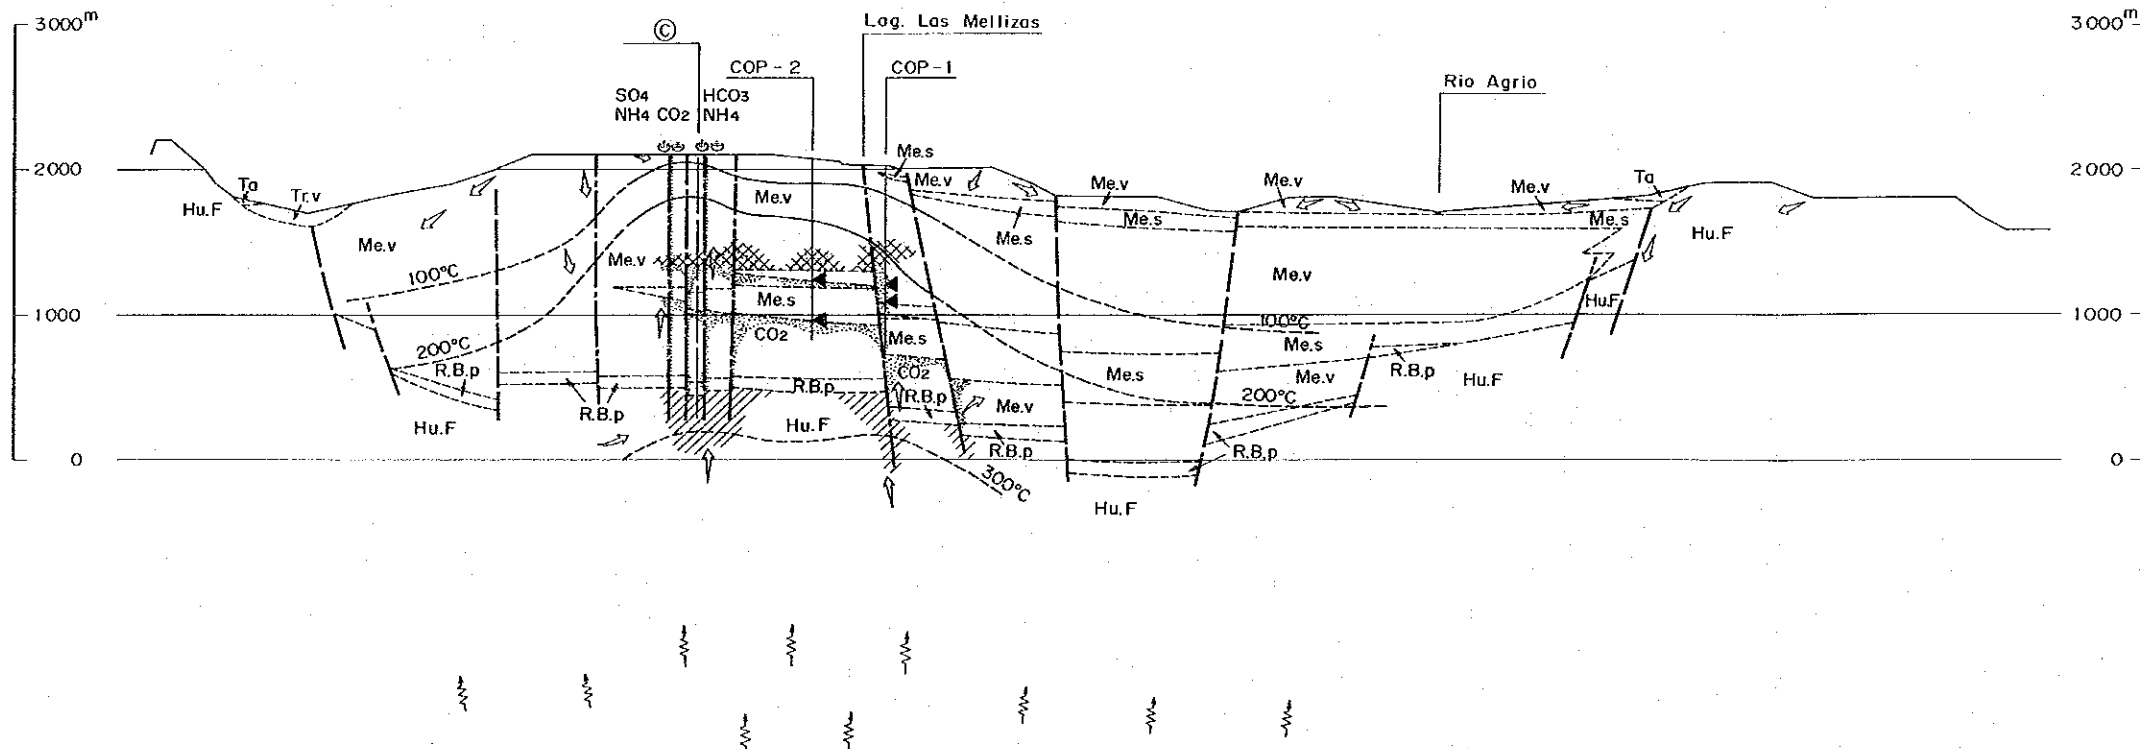 3000m
Ⓒ
Lag. Las Mellizas
3000m
COP-2
COP-1
Rio Agrio
SO4
NH4 CO2
HCO3
NH4
2000
2000
Me.s
Ta
Tr.v
Hu.F
Me.v
Me.v
Me.v
Me.v
Me.v
Ta
Me.s
Me.s
Me.s
Hu.F
Me.v
Me.v
100°C
Me.v
Me.s
Hu.F
1000
1000
100°C
CO2
Me.s
Me.s
200°C
R.B.p
R.B.p
CO2
Me.s
Me.v
R.B.p
Hu.F
200°C
R.B.p
R.B.p
Me.v
Hu.F
Hu.F
R.B.p
R.B.p
0
0
300°C
Hu.F